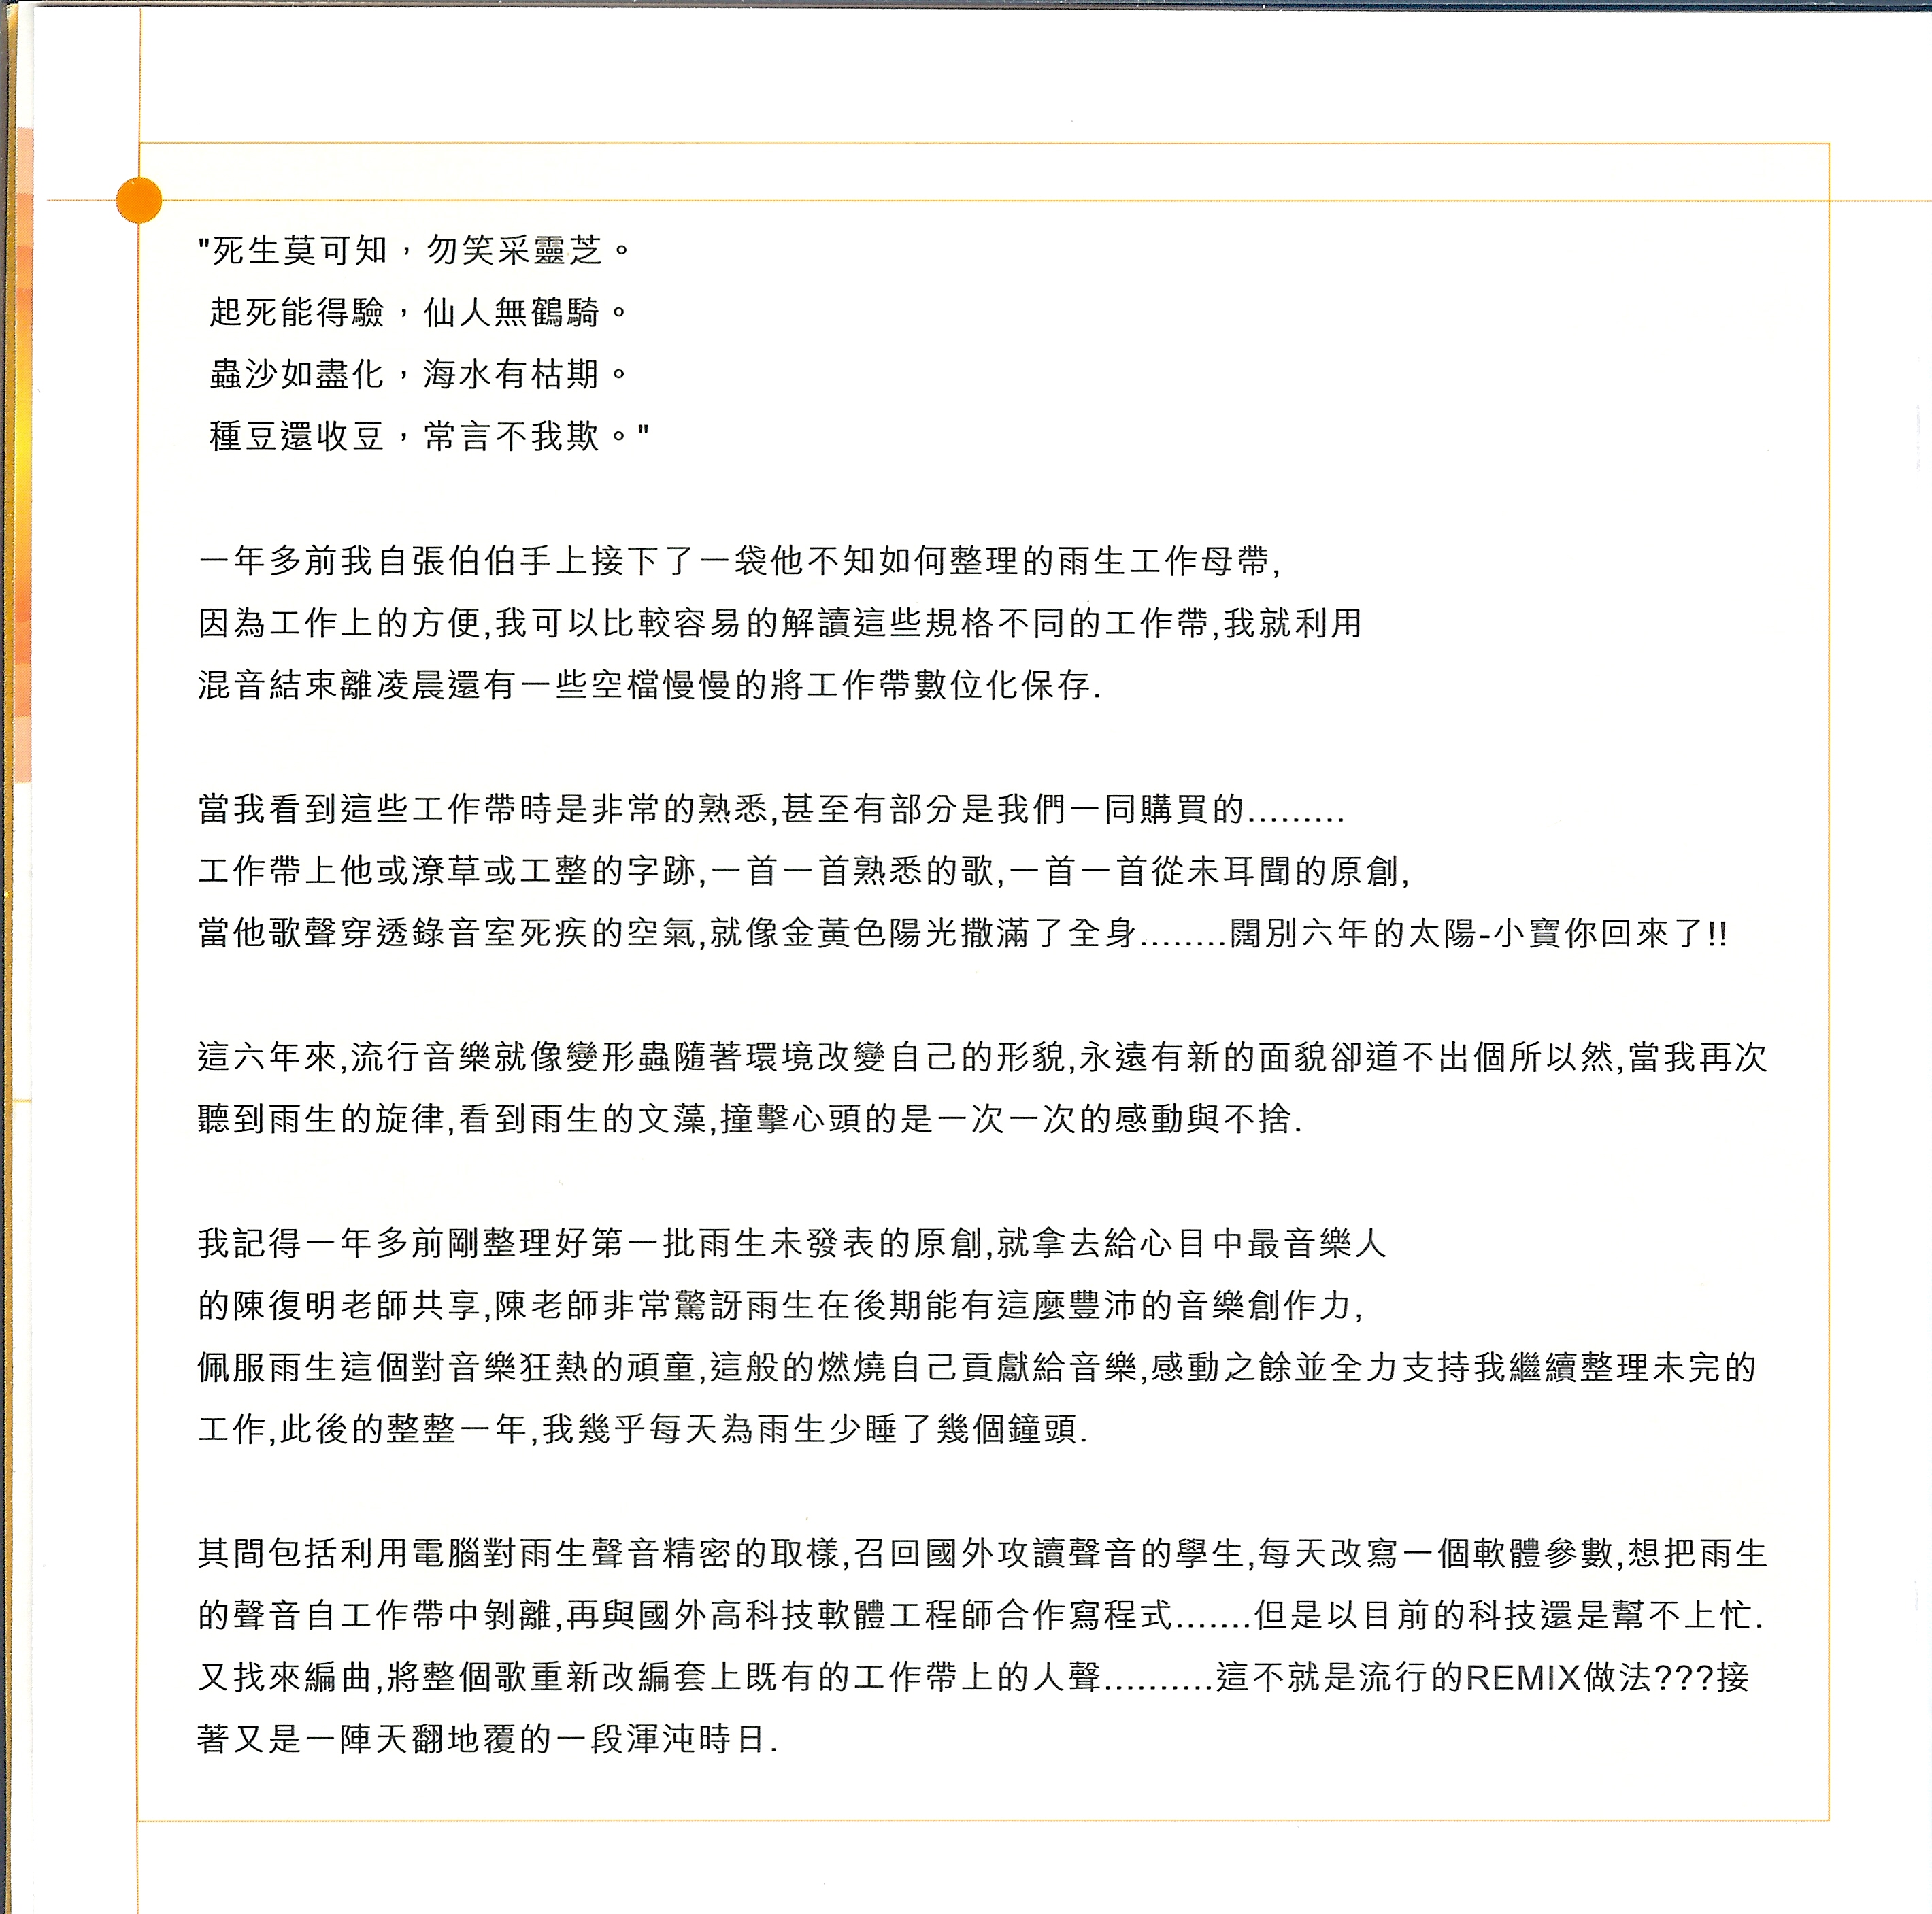 "死生莫可知，勿笑采靈芝。
起死能得驗，仙人無鶴騎。
蟲沙如盡化，海水有枯期。
種豆還收豆，常言不我欺。"
一年多前我自張伯伯手上接下了一袋他不知如何整理的雨生工作母帶,
因為工作上的方便,我可以比較容易的解讀這些規格不同的工作帶,我就利用
混音結束離凌晨還有一些空檔慢慢的將工作帶數位化保存.
當我看到這些工作帶時是非常的熟悉,甚至有部分是我們一同購買的.........
工作帶上他或潦草或工整的字跡,一首一首熟悉的歌,一首一首從未耳聞的原創,
當他歌聲穿透錄音室死疾的空氣,就像金黃色陽光撒滿了全身........闊別六年的太陽-小寶你回來了!!
這六年來,流行音樂就像變形蟲隨著環境改變自己的形貌,永遠有新的面貌卻道不出個所以然,當我再次
聽到雨生的旋律,看到雨生的文藻,撞擊心頭的是一次一次的感動與不捨.
我記得一年多前剛整理好第一批雨生未發表的原創,就拿去給心目中最音樂人
的陳復明老師共享,陳老師非常驚訝雨生在後期能有這麼豐沛的音樂創作力,
佩服雨生這個對音樂狂熱的頑童,這般的燃燒自己貢獻給音樂,感動之餘並全力支持我繼續整理未完的
工作,此後的整整一年,我幾乎每天為雨生少睡了幾個鐘頭.
其間包括利用電腦對雨生聲音精密的取樣,召回國外攻讀聲音的學生,每天改寫一個軟體參數,想把雨生
的聲音自工作帶中剝離,再與國外高科技軟體工程師合作寫程式.......但是以目前的科技還是幫不上忙.
又找來編曲,將整個歌重新改編套上既有的工作帶上的人聲..........這不就是流行的REMIX做法???接
著又是一陣天翻地覆的一段渾沌時日.